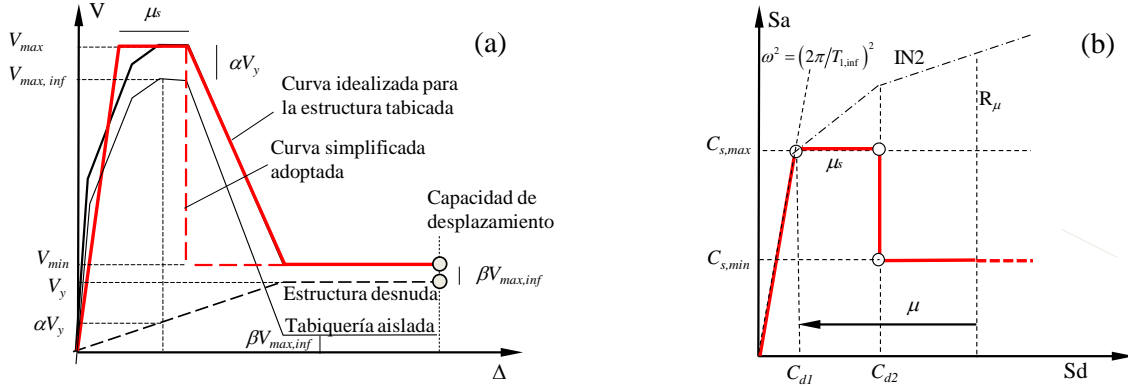 V
μs
(a)
Vmax
αVy
Vmax, inf
Curva idealizada para
la estructura tabicada
Curva simplificada
adoptada
Capacidad de
desplazamiento
Vmin
Vy
βVmax,inf
Estructura desnuda
αVy
Tabiquería aislada
βVmax,inf
Δ
Sa
(b)
ω²=(2π/T1,inf)²
IN2
Rμ
Cs,max
μs
Cs,min
μ
Cd1
Cd2
Sd